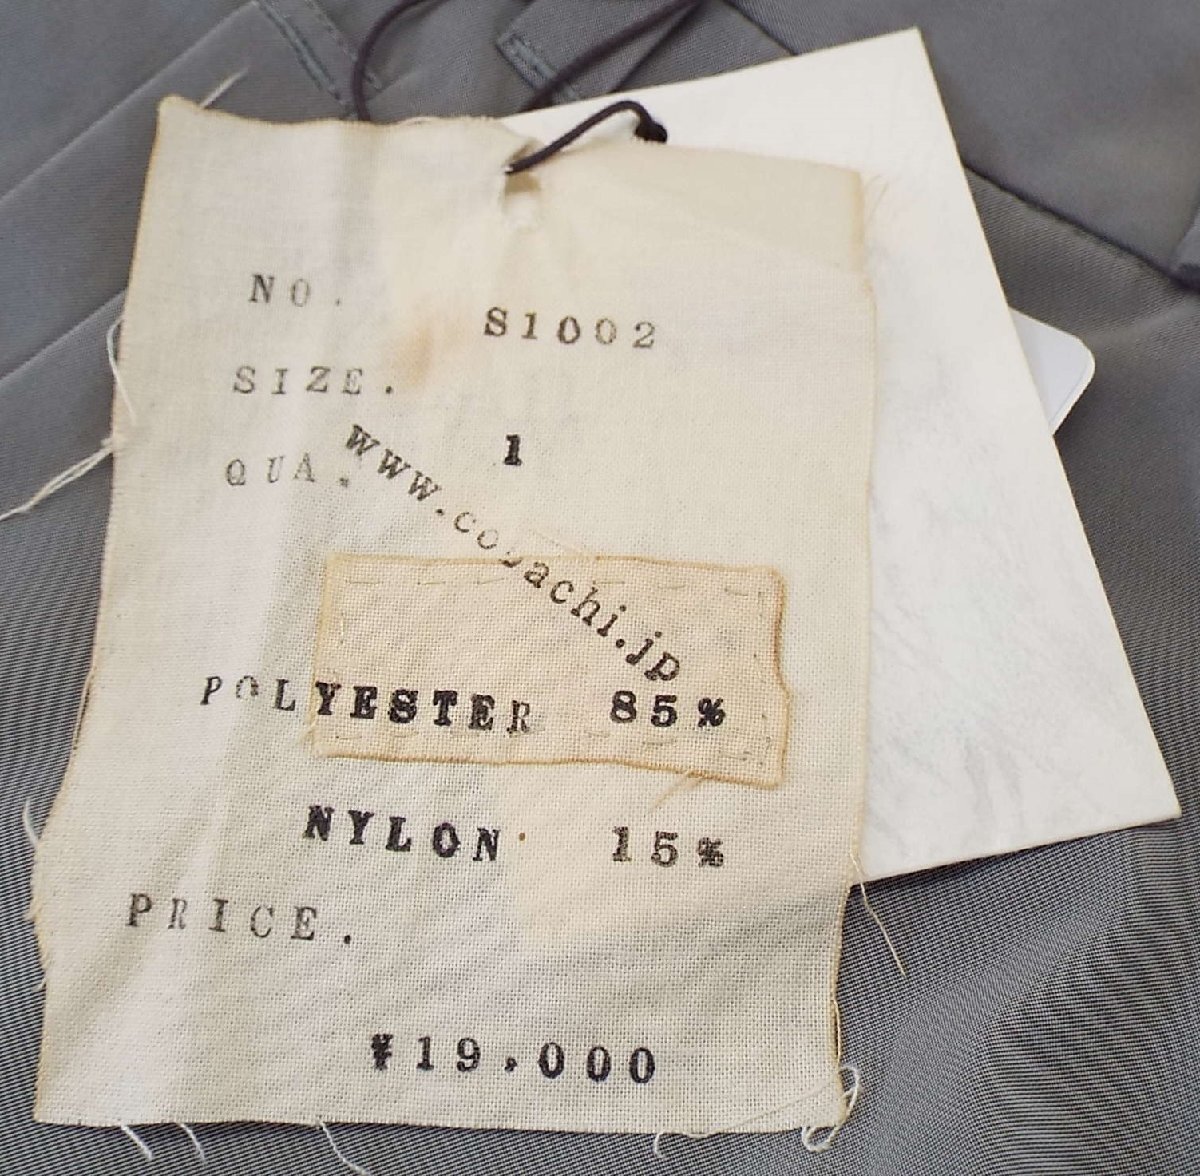 NO.
S1002
SIZE.
1
QUA.
www.cobachi.jp
POLYESTER 85%
NYLON 15%
PRICE.
¥19,000